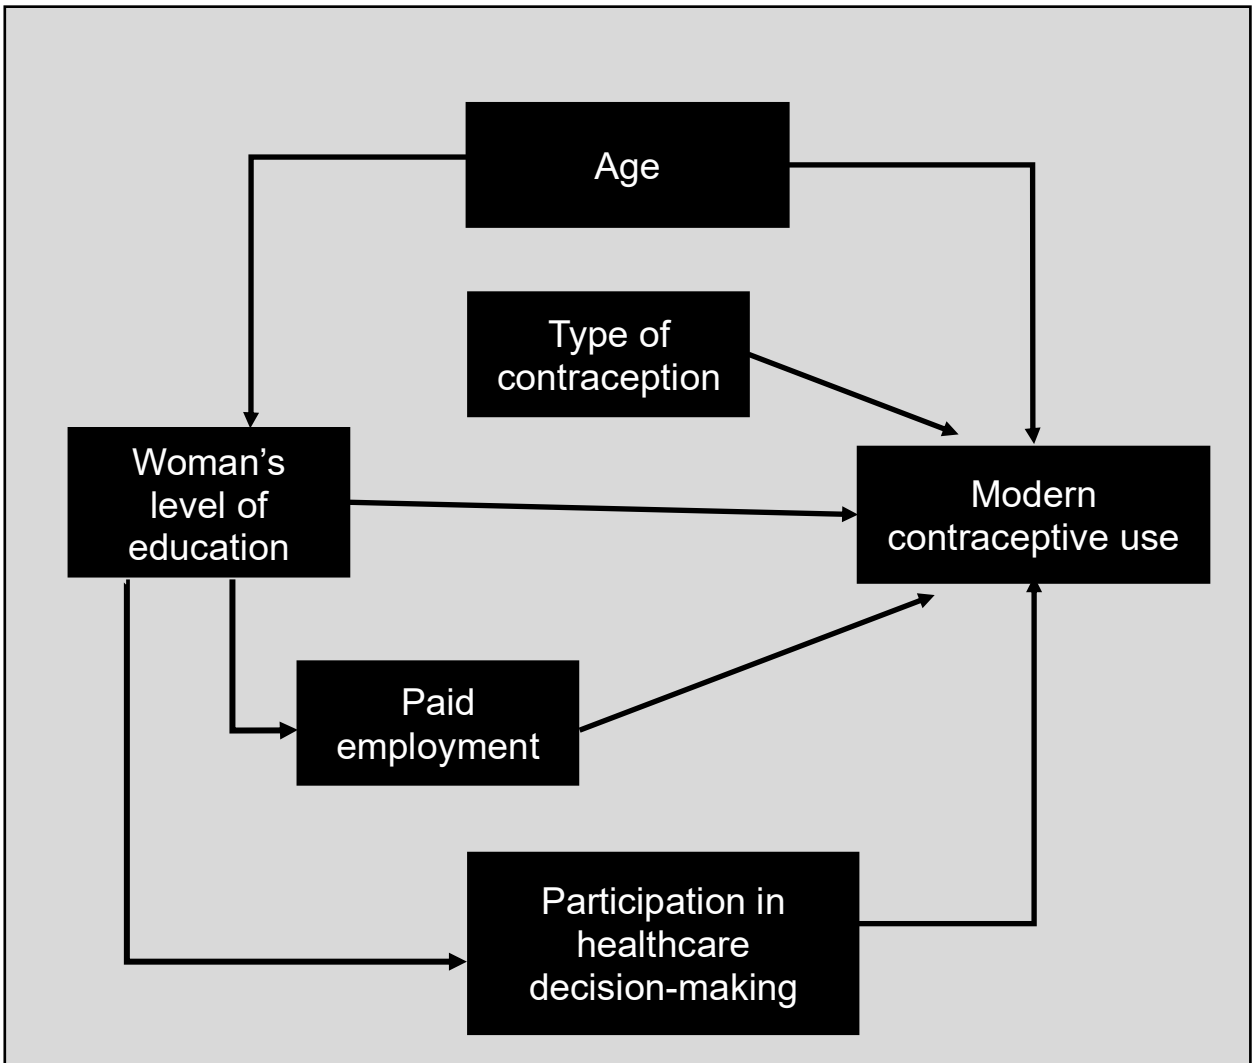 Age
Type of
contraception
Woman’s
level of
education
Modern
contraceptive use
Paid
employment
Participation in
healthcare
decision-making